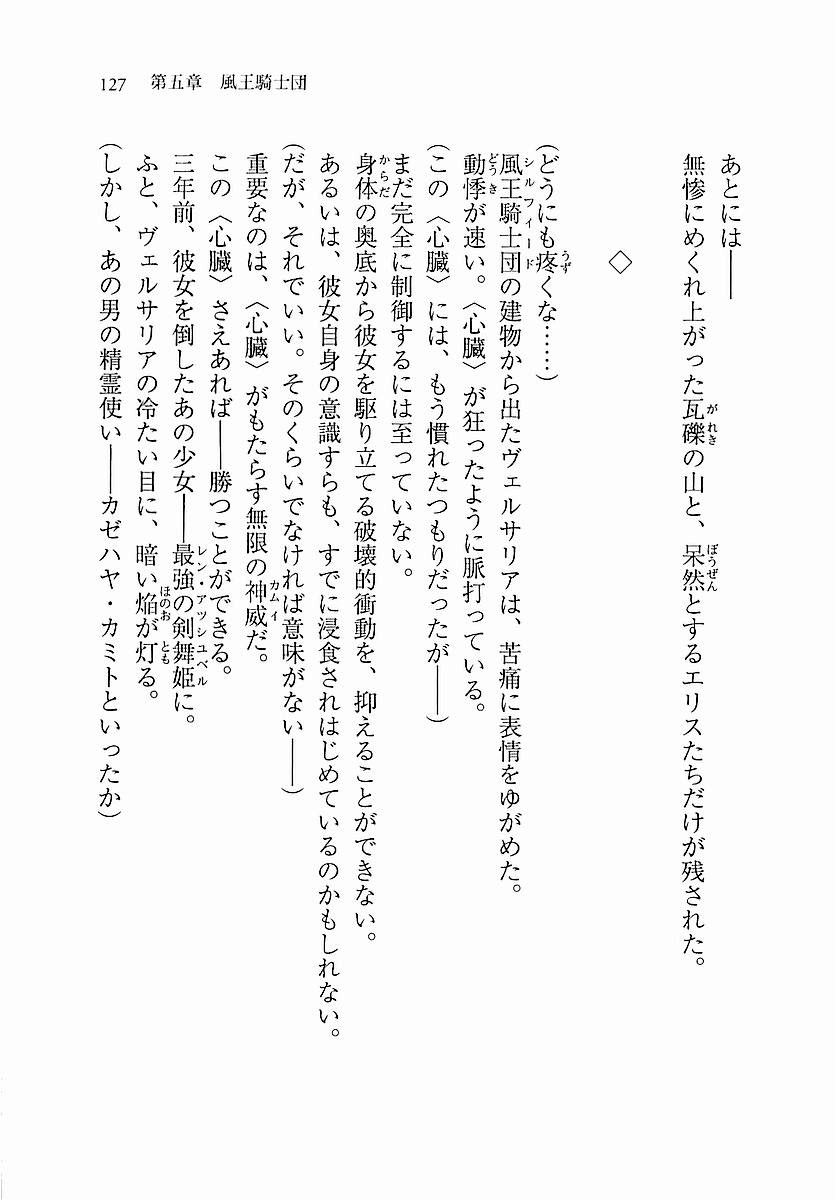 127 第五章 風王騎士団
あとには――
無惨にめくれ上がった瓦礫の山と、呆然とするエリスたちだけが残された。
◇
(どうにも疼くな……)
風王騎士団の建物から出たヴェルサリアは、苦痛に表情をゆがめた。
動悸が速い。〈心臓〉が狂ったように脈打っている。
(この〈心臓〉には、もう慣れたつもりだったが――)
まだ完全に制御するには至っていない。
身体の奥底から彼女を駆り立てる破壊的衝動を、抑えることができない。
あるいは、彼女自身の意識すらも、すでに浸食されはじめているのかもしれない。
(だが、それでいい。そのくらいでなければ意味がない――)
重要なのは、〈心臓〉がもたらす無限の神威だ。
この〈心臓〉さえあれば――勝つことができる。
三年前、彼女を倒したあの少女――最強の剣舞姫に。
ふと、ヴェルサリアの冷たい目に、暗い焔が灯る。
(しかし、あの男の精霊使い――カゼハヤ・カミトといったか)